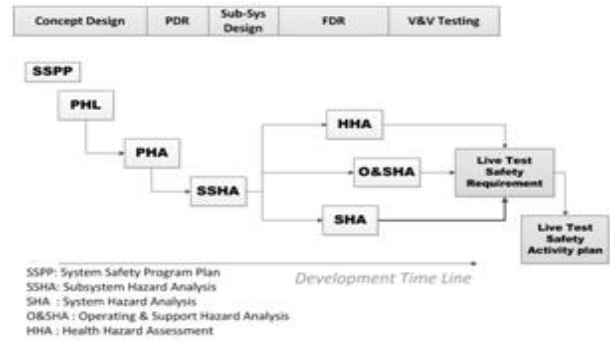 Concept Design
PDR
Sub-Sys
Design
FDR
V&V Testing
SSPP
PHL
PHA
SSHA
HHA
O&SHA
SHA
Live Test
Safety
Requirement
Live Test
Safety
Activity plan
Development Time Line
SSPP: System Safety Program Plan
SSHA: Subsystem Hazard Analysis
SHA : System Hazard Analysis
O&SHA : Operating & Support Hazard Analysis
HHA : Health Hazard Assessment